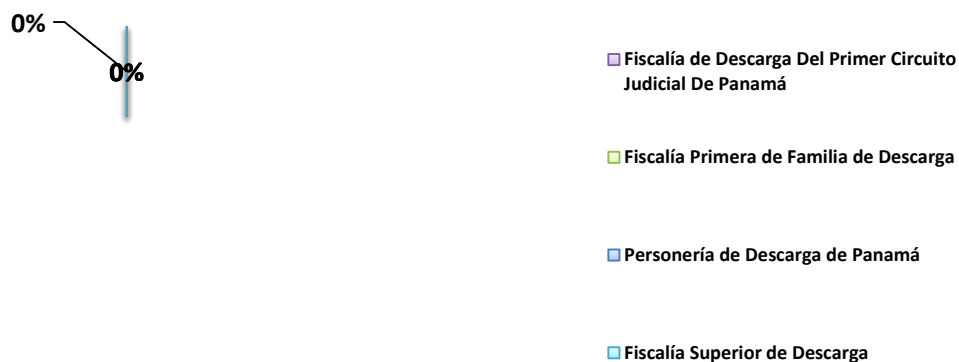 0%
0%
Fiscalía de Descarga Del Primer Circuito
Judicial De Panamá
Fiscalía Primera de Familia de Descarga
Personería de Descarga de Panamá
Fiscalía Superior de Descarga